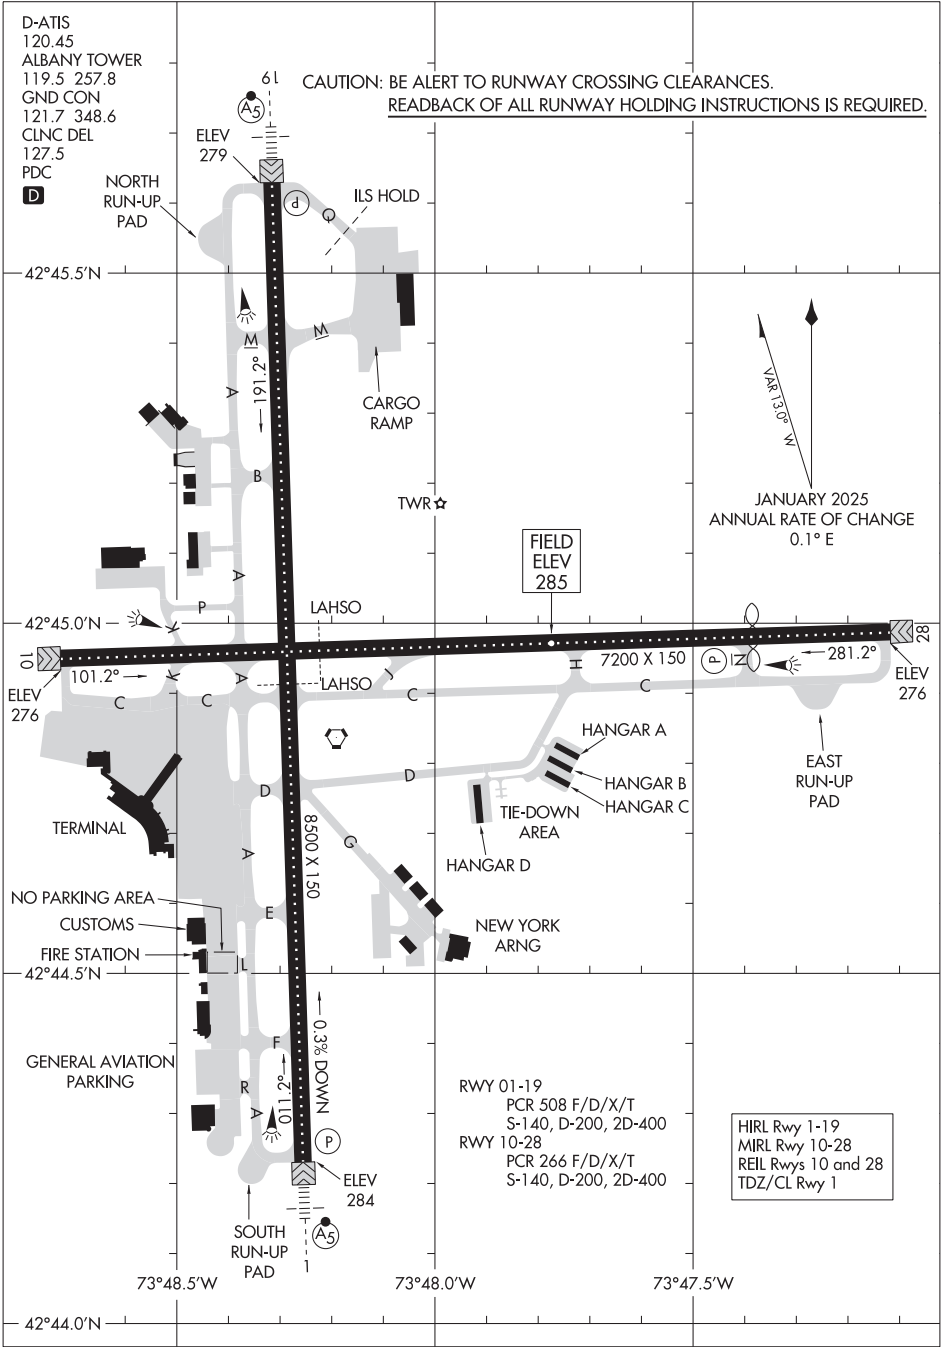 D-ATIS
120.45
ALBANY TOWER
119.5 257.8
GND CON
121.7 348.6
CLNC DEL
127.5
PDC
D
CAUTION: BE ALERT TO RUNWAY CROSSING CLEARANCES.
READBACK OF ALL RUNWAY HOLDING INSTRUCTIONS IS REQUIRED.
19
A5
ELEV
279
NORTH
RUN-UP
PAD
P
Q
ILS HOLD
42°45.5'N
M
M
191.2°
A
CARGO
RAMP
VAR 13.0° W
JANUARY 2025
ANNUAL RATE OF CHANGE
0.1° E
B
TWR
FIELD
ELEV
285
A
P
LAHSO
42°45.0'N
K
10
28
101.2°
7200 X 150
281.2°
P
N
H
J
K
A
LAHSO
ELEV
276
ELEV
276
C
C
C
C
HANGAR A
HANGAR B
HANGAR C
EAST
RUN-UP
PAD
D
D
TIE-DOWN
AREA
HANGAR D
TERMINAL
8500 X 150
A
G
NO PARKING AREA
CUSTOMS
FIRE STATION
E
L
NEW YORK
ARNG
42°44.5'N
0.3% DOWN
F
011.2°
GENERAL AVIATION
PARKING
R
A
P
RWY 01-19
PCR 508 F/D/X/T
S-140, D-200, 2D-400
RWY 10-28
PCR 266 F/D/X/T
S-140, D-200, 2D-400
HIRL Rwy 1-19
MIRL Rwy 10-28
REIL Rwys 10 and 28
TDZ/CL Rwy 1
ELEV
284
SOUTH
RUN-UP
PAD
A5
1
73°48.5'W
73°48.0'W
73°47.5'W
42°44.0'N